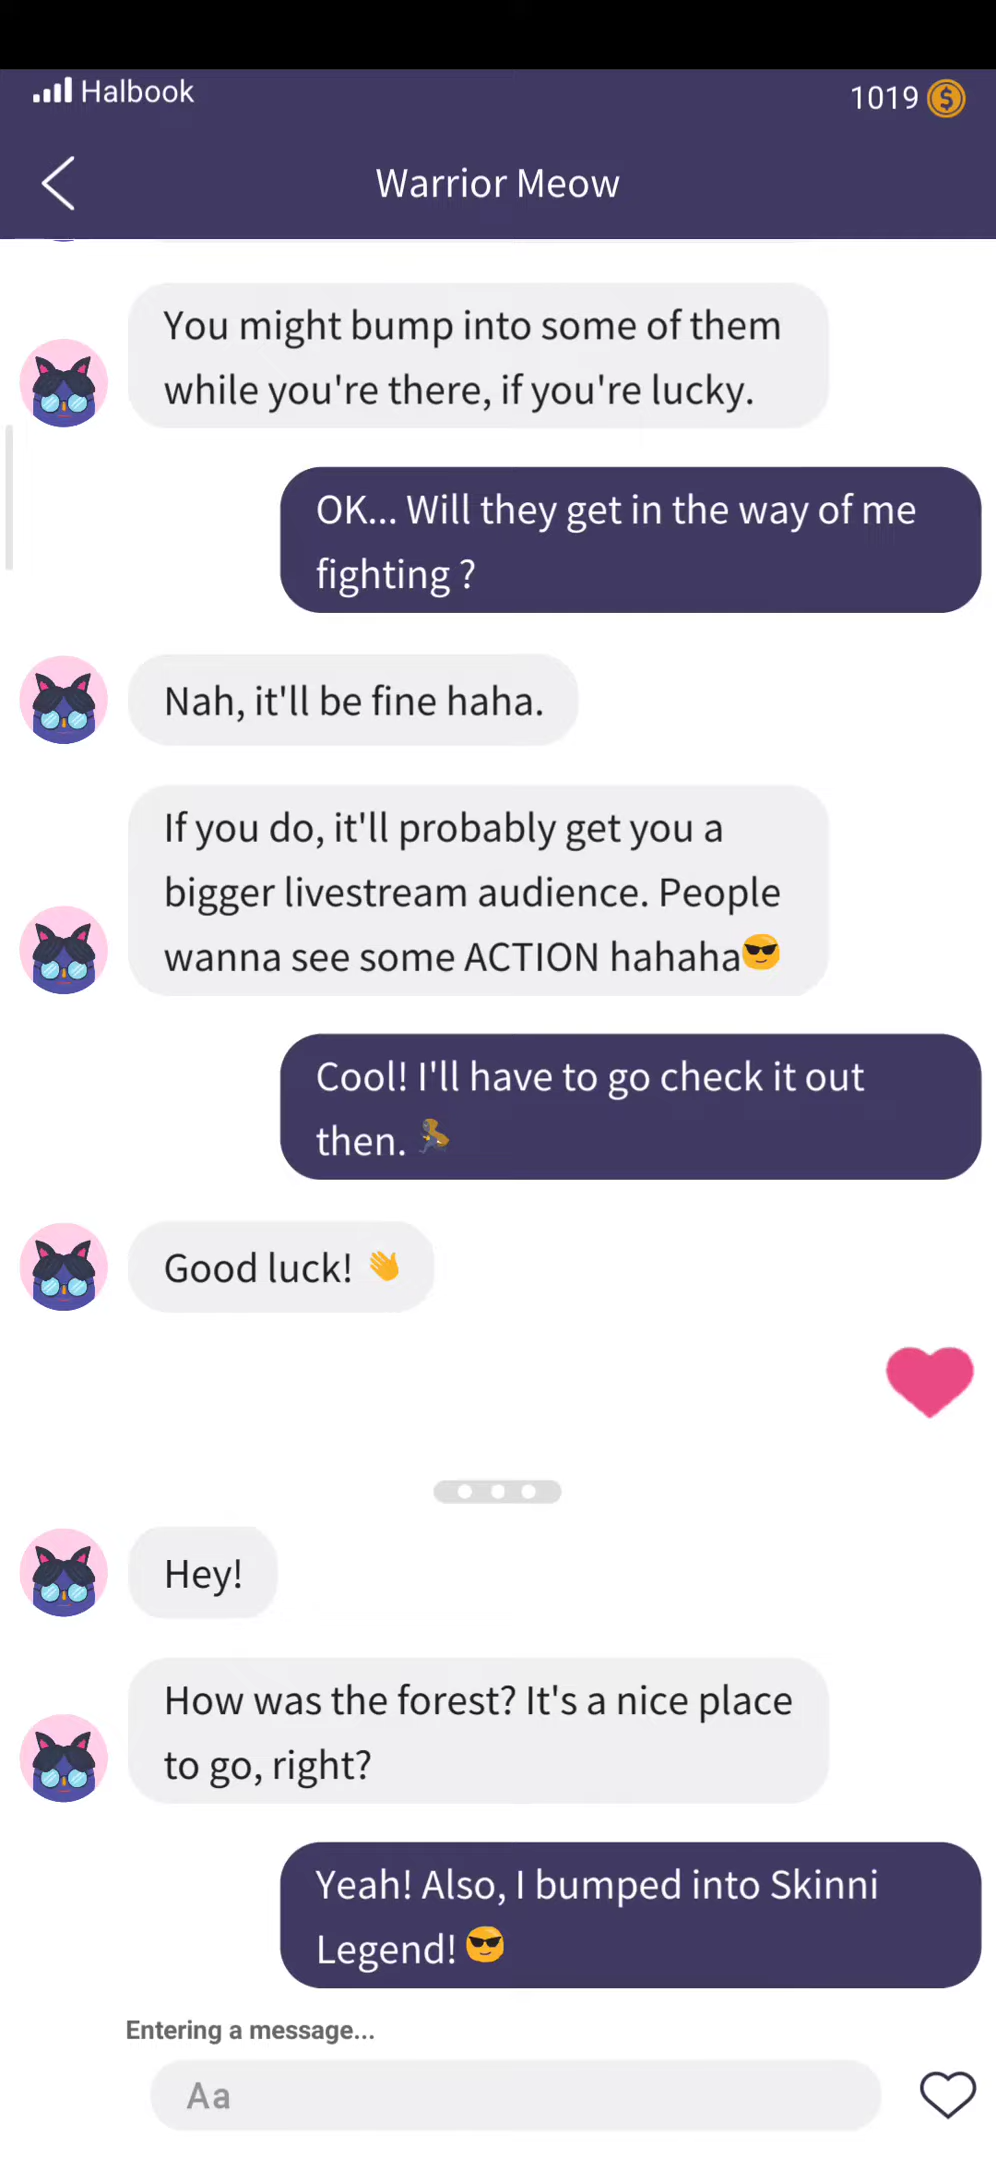 Halbook
1019
Warrior Meow
You might bump into some of them
while you're there, if you're lucky.
OK... Will they get in the way of me
fighting ?
Nah, it'll be fine haha.
If you do, it'll probably get you a
bigger livestream audience. People
wanna see some ACTION hahaha😎
Cool! I'll have to go check it out
then.
Good luck! 👋
Hey!
How was the forest? It's a nice place
to go, right?
Yeah! Also, I bumped into Skinni
Legend! 😎
Entering a message...
Aa